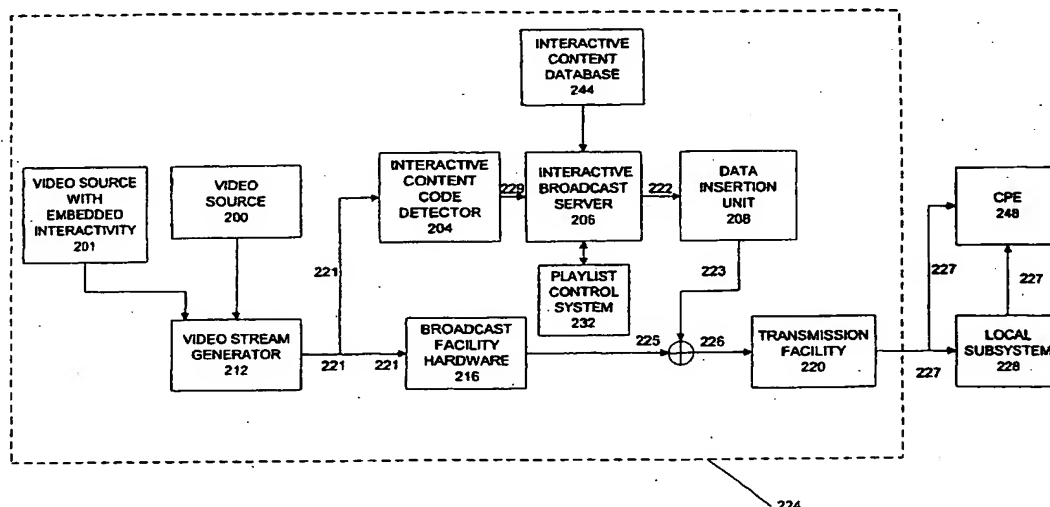 INTERACTIVE
CONTENT
DATABASE
244
VIDEO SOURCE
WITH
EMBEDDED
INTERACTIVITY
201
VIDEO
SOURCE
200
INTERACTIVE
CONTENT
CODE
DETECTOR
204
229
INTERACTIVE
BROADCAST
SERVER
206
222
DATA
INSERTION
UNIT
208
CPE
248
221
PLAYLIST
CONTROL
SYSTEM
232
223
227
227
VIDEO STREAM
GENERATOR
212
221
221
BROADCAST
FACILITY
HARDWARE
216
225
226
TRANSMISSION
FACILITY
220
227
LOCAL
SUBSYSTEM
228
224